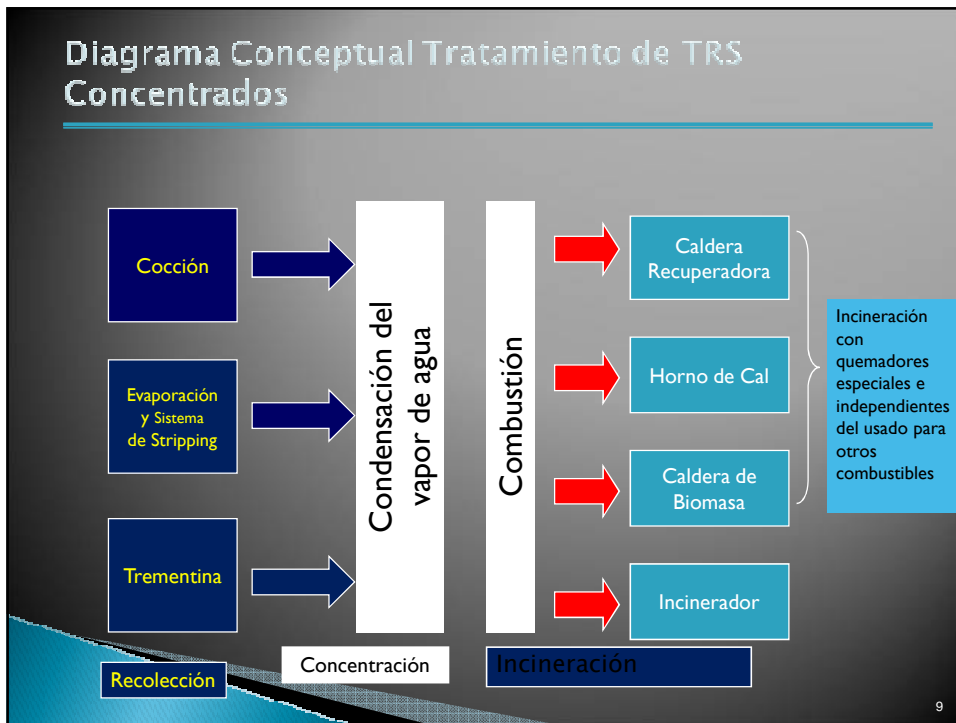 Diagrama Conceptual Tratamiento de TRS
Concentrados
Cocción
Evaporación
y Sistema
de Stripping
Trementina
Condensación del
vapor de agua
Combustión
Caldera
Recuperadora
Horno de Cal
Caldera de
Biomasa
Incinerador
Incineración
con
quemadores
especiales e
independientes
del usado para
otros
combustibles
Recolección
Concentración
Incineración
9